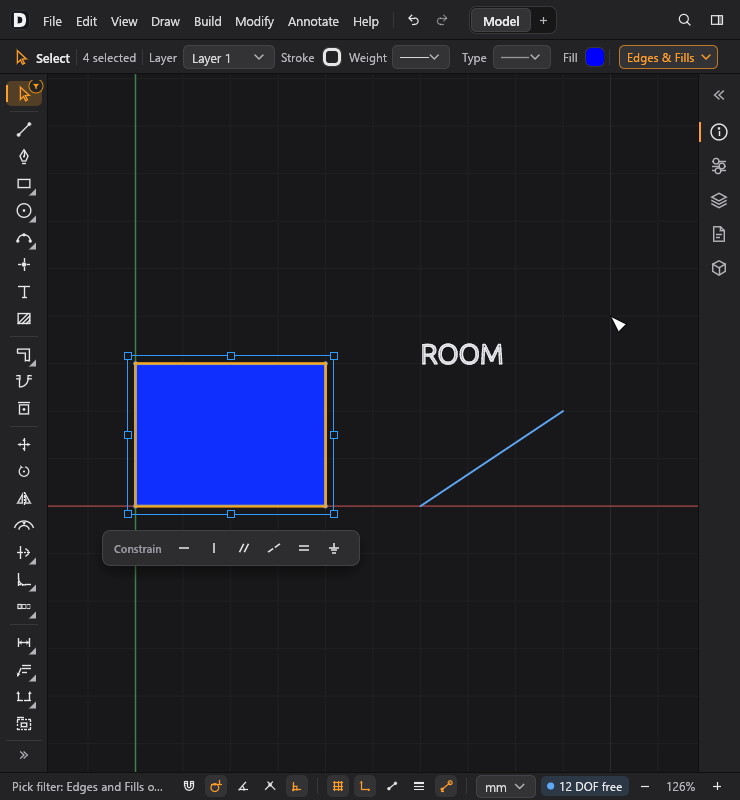 D File Edit View Draw Build Modify Annotate Help Model +
Select 4 selected Layer Layer 1 Stroke Weight Type Fill Edges & Fills
ROOM
Constrain
Pick filter: Edges and Fills o... mm 12 DOF free − 126% +